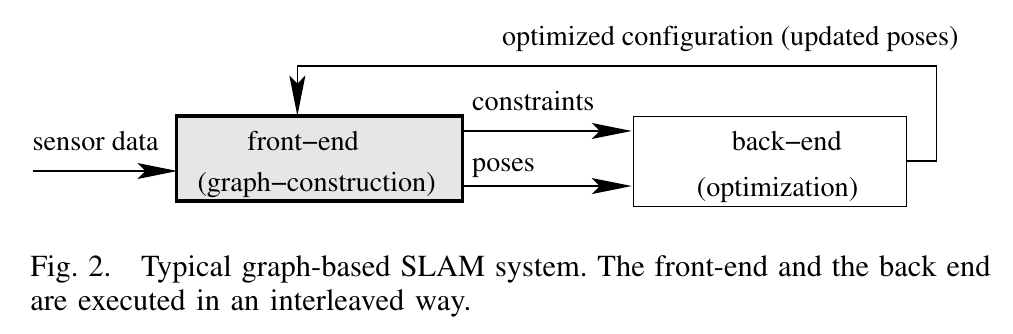 optimized configuration (updated poses)
constraints
sensor data
front−end
back−end
poses
(graph−construction)
(optimization)
Fig. 2. Typical graph-based SLAM system. The front-end and the back end
are executed in an interleaved way.